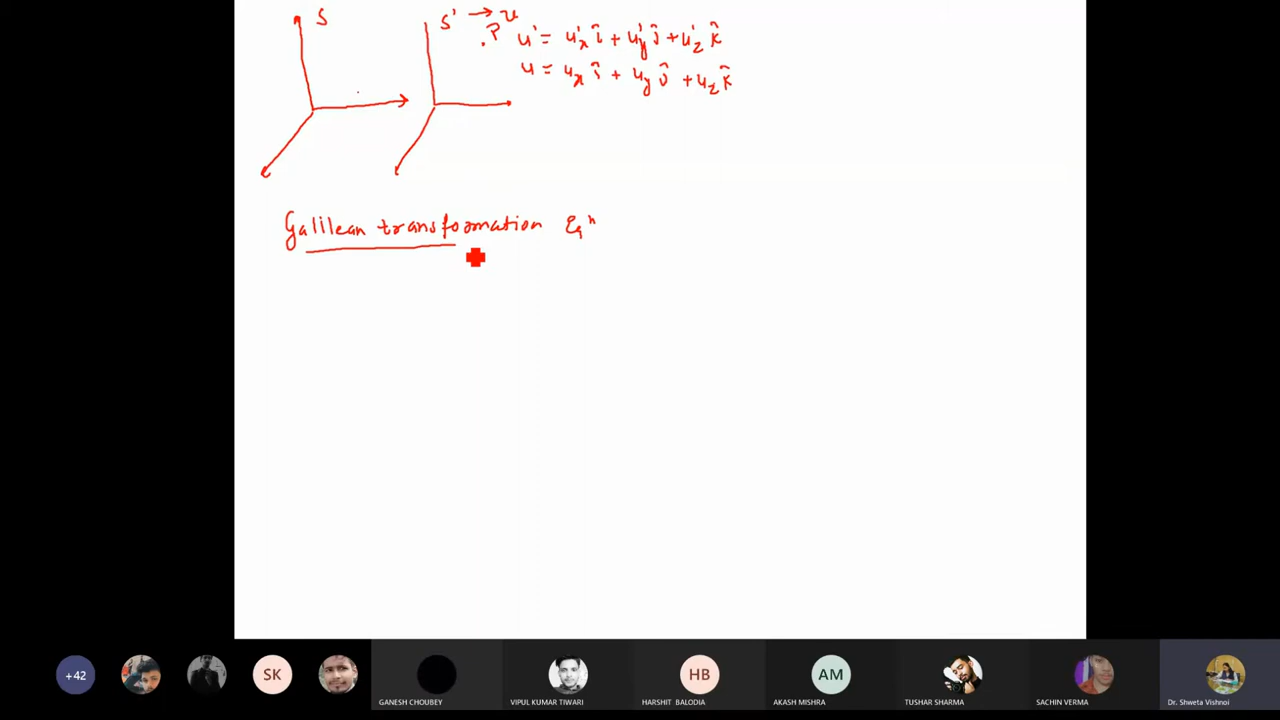 S S' → v
.P u' = u'x î + u'y ĵ + u'z k̂
u = ux î + uy ĵ + uz k̂
Galilean transformation Eqⁿ
+42 SK HB AM
GANESH CHOUBEY VIPUL KUMAR TIWARI HARSHIT BALODIA AKASH MISHRA TUSHAR SHARMA SACHIN VERMA Dr. Shweta Vishnoi